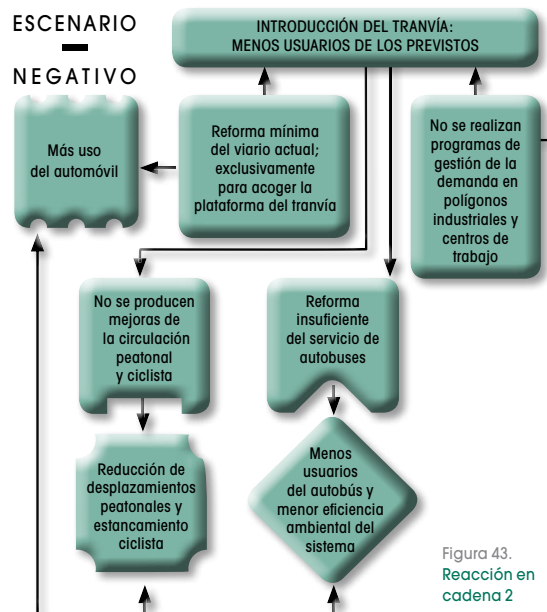 ESCENARIO
NEGATIVO
INTRODUCCIÓN DEL TRANVÍA:
MENOS USUARIOS DE LOS PREVISTOS
Más uso
del automóvil
Reforma mínima
del viario actual;
exclusivamente
para acoger la
plataforma del tranvía
No se realizan
programas de
gestión de la
demanda en
polígonos
industriales y
centros de
trabajo
No se producen
mejoras de
la circulación
peatonal
y ciclista
Reforma
insuficiente
del servicio de
autobuses
Reducción de
desplazamientos
peatonales y
estancamiento
ciclista
Menos
usuarios
del autobús y
menor eficiencia
ambiental del
sistema
Figura 43.
Reacción en
cadena 2